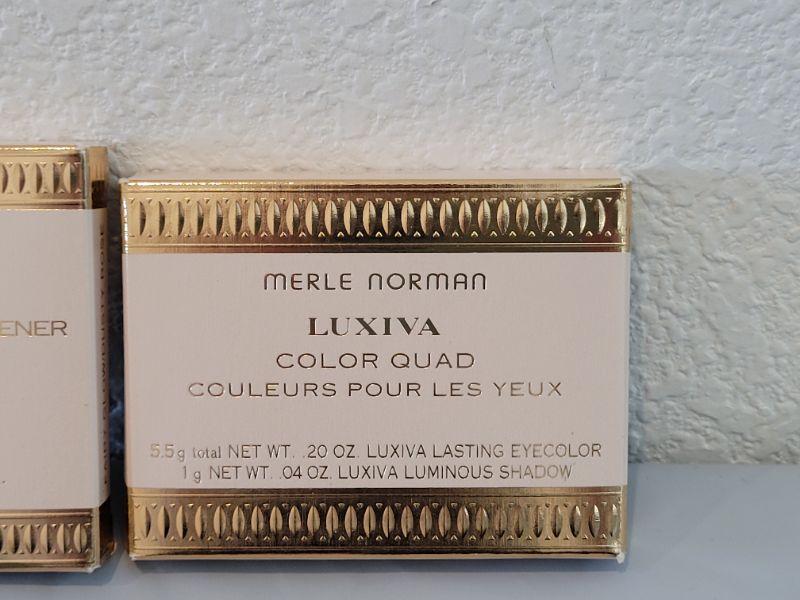 ENER
MERLE NORMAN
LUXIVA
COLOR QUAD
COULEURS POUR LES YEUX
5.5g total NET WT. .20 OZ. LUXIVA LASTING EYECOLOR
1g NET WT. .04 OZ. LUXIVA LUMINOUS SHADOW